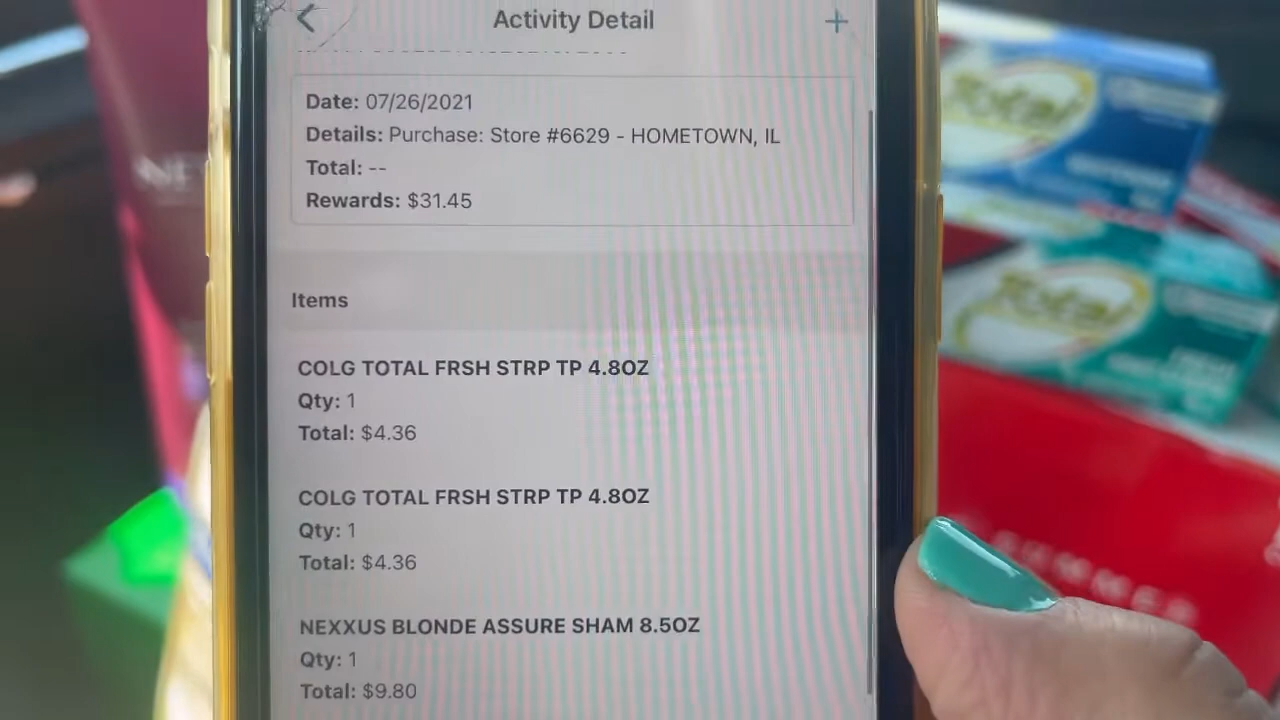 Activity Detail
Date: 07/26/2021
Details: Purchase: Store #6629 - HOMETOWN, IL
Total: --
Rewards: $31.45
Items
COLG TOTAL FRSH STRP TP 4.8OZ
Qty: 1
Total: $4.36
COLG TOTAL FRSH STRP TP 4.8OZ
Qty: 1
Total: $4.36
NEXXUS BLONDE ASSURE SHAM 8.5OZ
Qty: 1
Total: $9.80
Total
Total